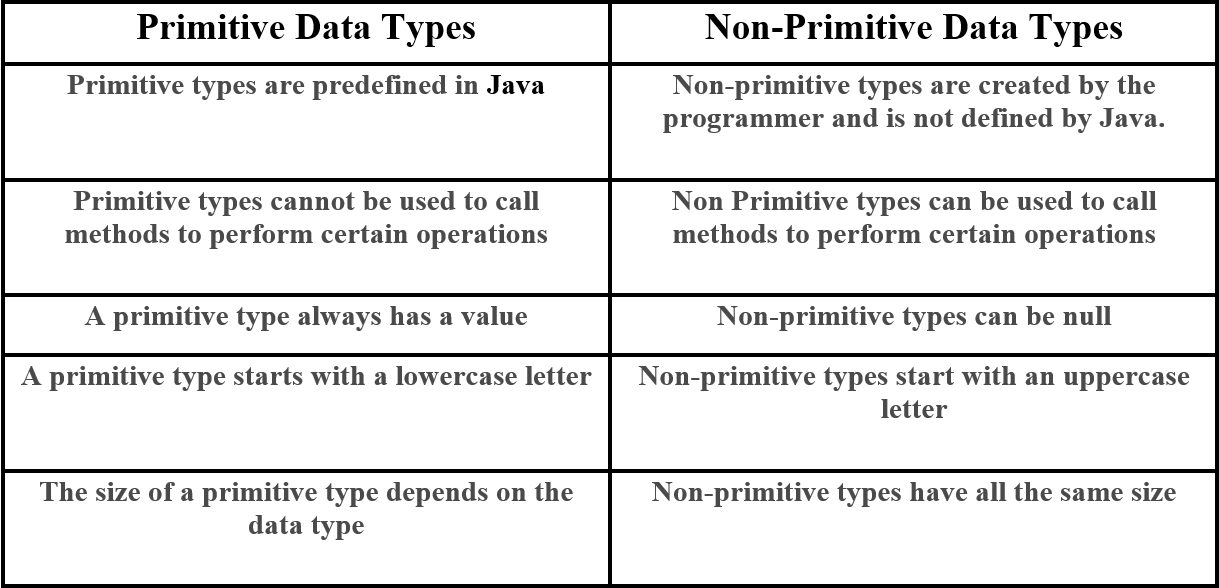 Primitive Data Types
Non-Primitive Data Types
Primitive types are predefined in Java
Non-primitive types are created by the
programmer and is not defined by Java.
Primitive types cannot be used to call
methods to perform certain operations
Non Primitive types can be used to call
methods to perform certain operations
A primitive type always has a value
Non-primitive types can be null
A primitive type starts with a lowercase letter
Non-primitive types start with an uppercase
letter
The size of a primitive type depends on the
data type
Non-primitive types have all the same size